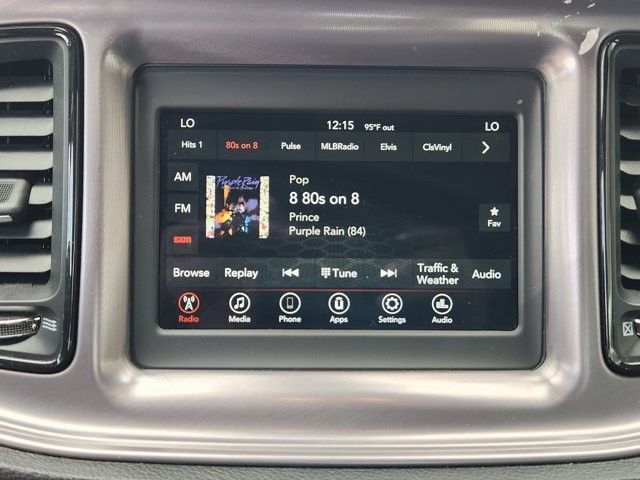 LO 12:15 95°F out LO
Hits 1 80s on 8 Pulse MLBRadio Elvis ClsVinyl
AM
FM
sxm
Purple Rain
Pop
8 80s on 8
Prince
Purple Rain (84)
Fav
Browse Replay Tune Traffic & Weather Audio
Radio Media Phone Apps Settings Audio